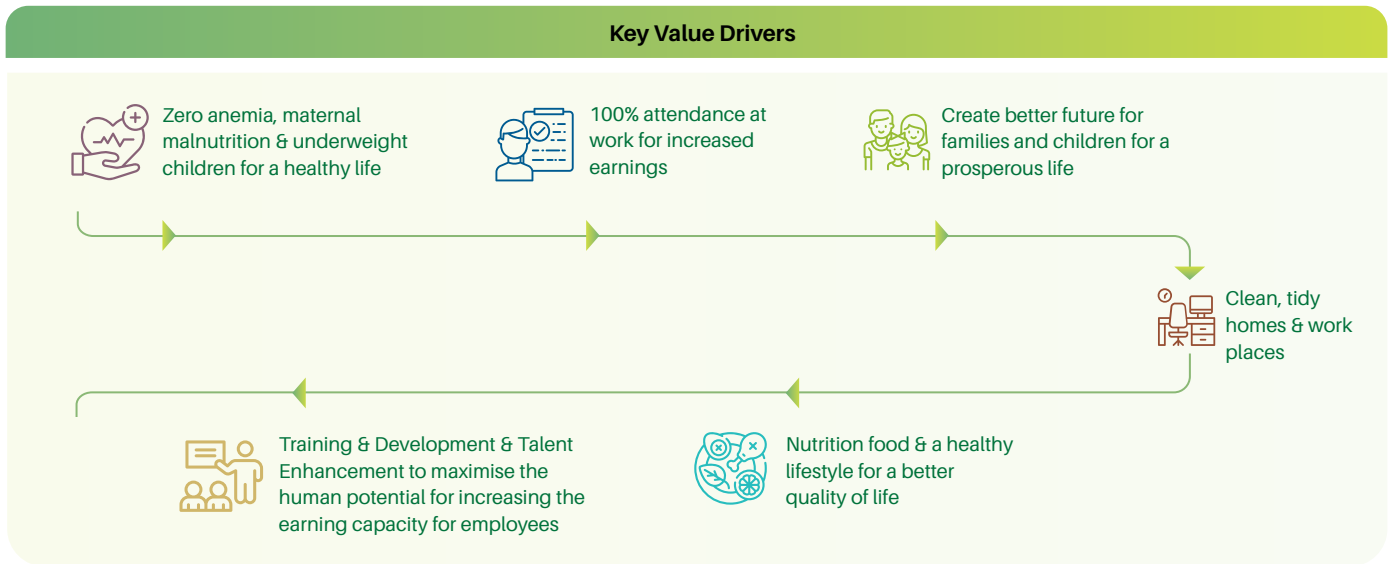 Key Value Drivers
Zero anemia, maternal
malnutrition & underweight
children for a healthy life
100% attendance at
work for increased
earnings
Create better future for
families and children for a
prosperous life
Clean, tidy
homes & work
places
Nutrition food & a healthy
lifestyle for a better
quality of life
Training & Development & Talent
Enhancement to maximise the
human potential for increasing the
earning capacity for employees